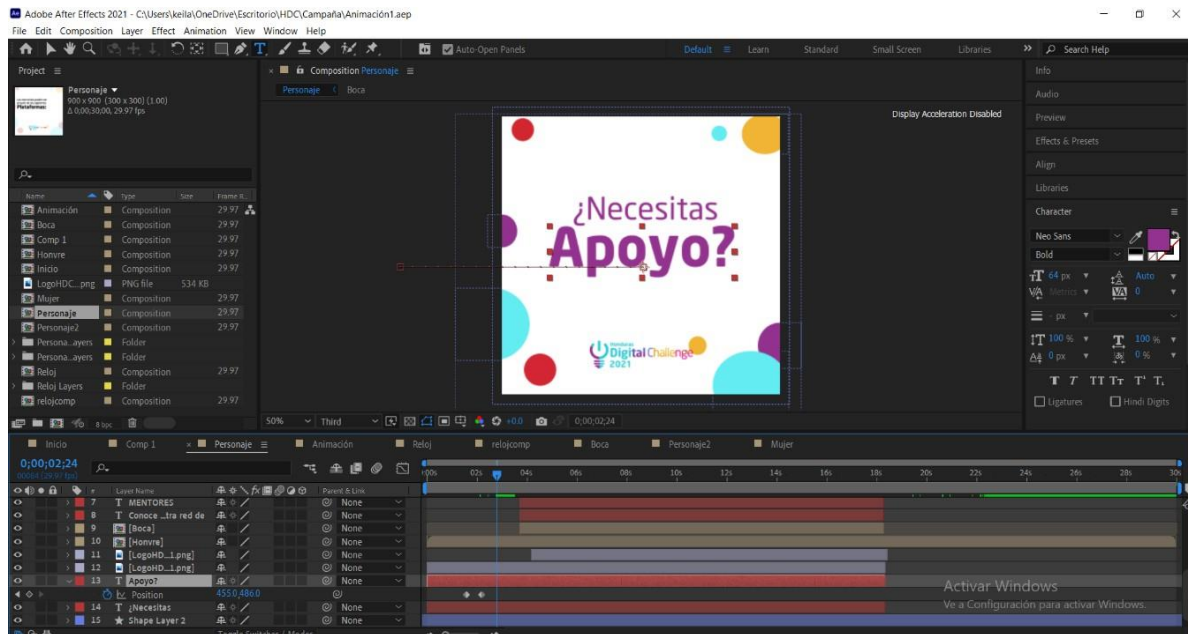 Adobe After Effects 2021 - C:\Users\keila\OneDrive\Escritorio\HDC\Campaña\Animación1.aep
File Edit Composition Layer Effect Animation View Window Help
Auto-Open Panels Default Learn Standard Small Screen Libraries Search Help
Project
Personaje
900 x 900 (300 x 300) (1.00)
Δ 0;00;30;00, 29.97 fps
Name Type Size Frame R...
Animación Composition 29.97
Boca Composition 29.97
Comp 1 Composition 29.97
Honvre Composition 29.97
Inicio Composition 29.97
LogoHDC...png PNG file 534 KB
Mujer Composition 29.97
Personaje Composition 29.97
Personaje2 Composition 29.97
Persona...ayers Folder
Persona...ayers Folder
Reloj Composition 29.97
Reloj Layers Folder
relojcomp Composition 29.97
8 bpc
Composition Personaje
Personaje Boca
Display Acceleration Disabled
¿Necesitas
Apoyo?
Digital Challenge
2021
50% Third +0.0 0;00;02;24
Info
Audio
Preview
Effects & Presets
Align
Libraries
Character
Neo Sans
Bold
64 px Auto
Metrics 0
- px
100 % 100 %
0 px 0 %
T T TT Tt T' T,
Ligatures Hindi Digits
Inicio Comp 1 Personaje Animación Reloj relojcomp Boca Personaje2 Mujer
0;00;02;24
00084 (29.97 fps)
02s 04s 06s 08s 10s 12s 14s 16s 18s 20s 22s 24s 26s 28s 30s
# Layer Name Parent & Link
7 T MENTORES None
8 T Conoce ...tra red de None
9 [Boca] None
10 [Honvre] None
11 [LogoHD...1.png] None
12 [LogoHD...1.png] None
13 T Apoyo? None
Position 455.0,486.0
14 T ¿Necesitas None
15 Shape Layer 2 None
Toggle Switches / Modes
Activar Windows
Ve a Configuración para activar Windows.